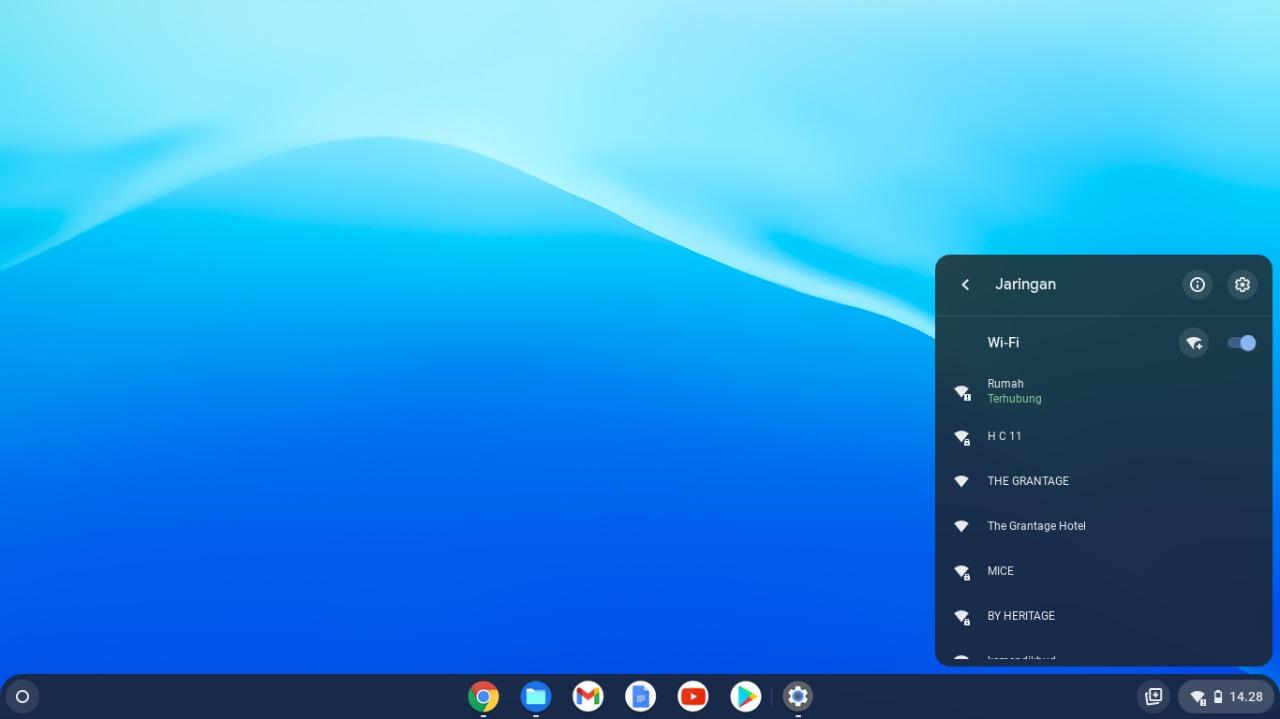 Jaringan
Wi-Fi
Rumah
Terhubung
H C 11
THE GRANTAGE
The Grantage Hotel
MICE
BY HERITAGE
14.28